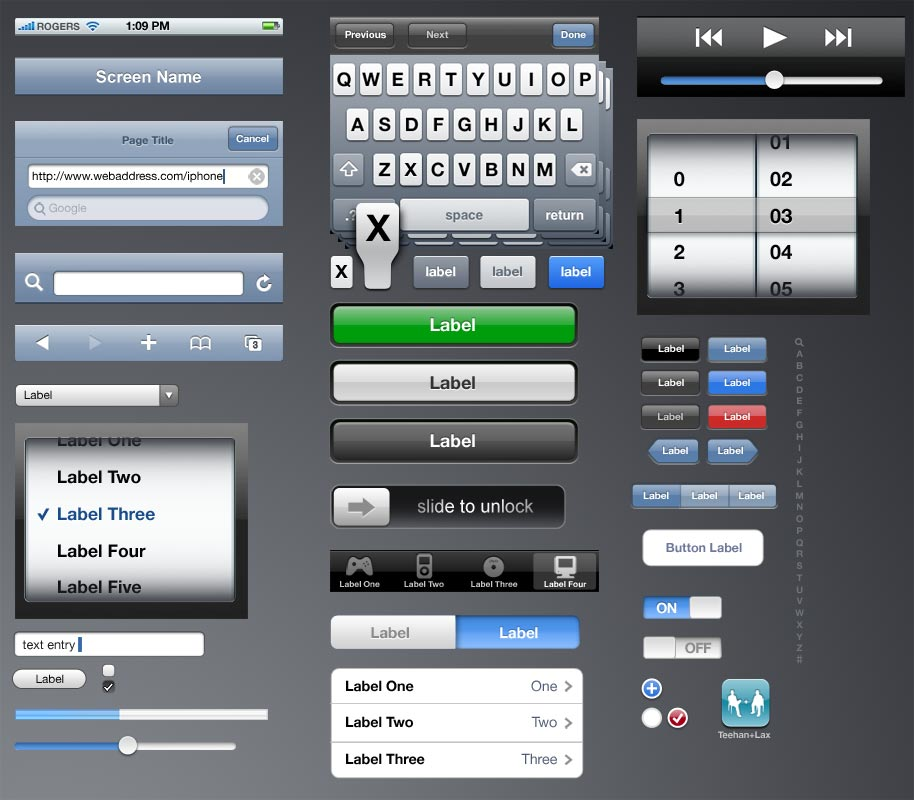 ROGERS 1:09 PM
Screen Name
Page Title
Cancel
http://www.webaddress.com/iphone
Google
3
Label
Label One
Label Two
Label Three
Label Four
Label Five
text entry
Label
Previous Next Done
Q W E R T Y U I O P
A S D F G H J K L
Z X C V B N M
.? X space return
X label label label
Label
Label
Label
slide to unlock
Label One Label Two Label Three Label Four
Label Label
Label One One
Label Two Two
Label Three Three
01
0 02
1 03
2 04
3 05
Label Label
Label Label
Label Label
Label Label
Label Label Label
Button Label
ON
OFF
Teehan+Lax
A
B
C
D
E
F
G
H
I
J
K
L
M
N
O
P
Q
R
S
T
U
V
W
X
Y
Z
#